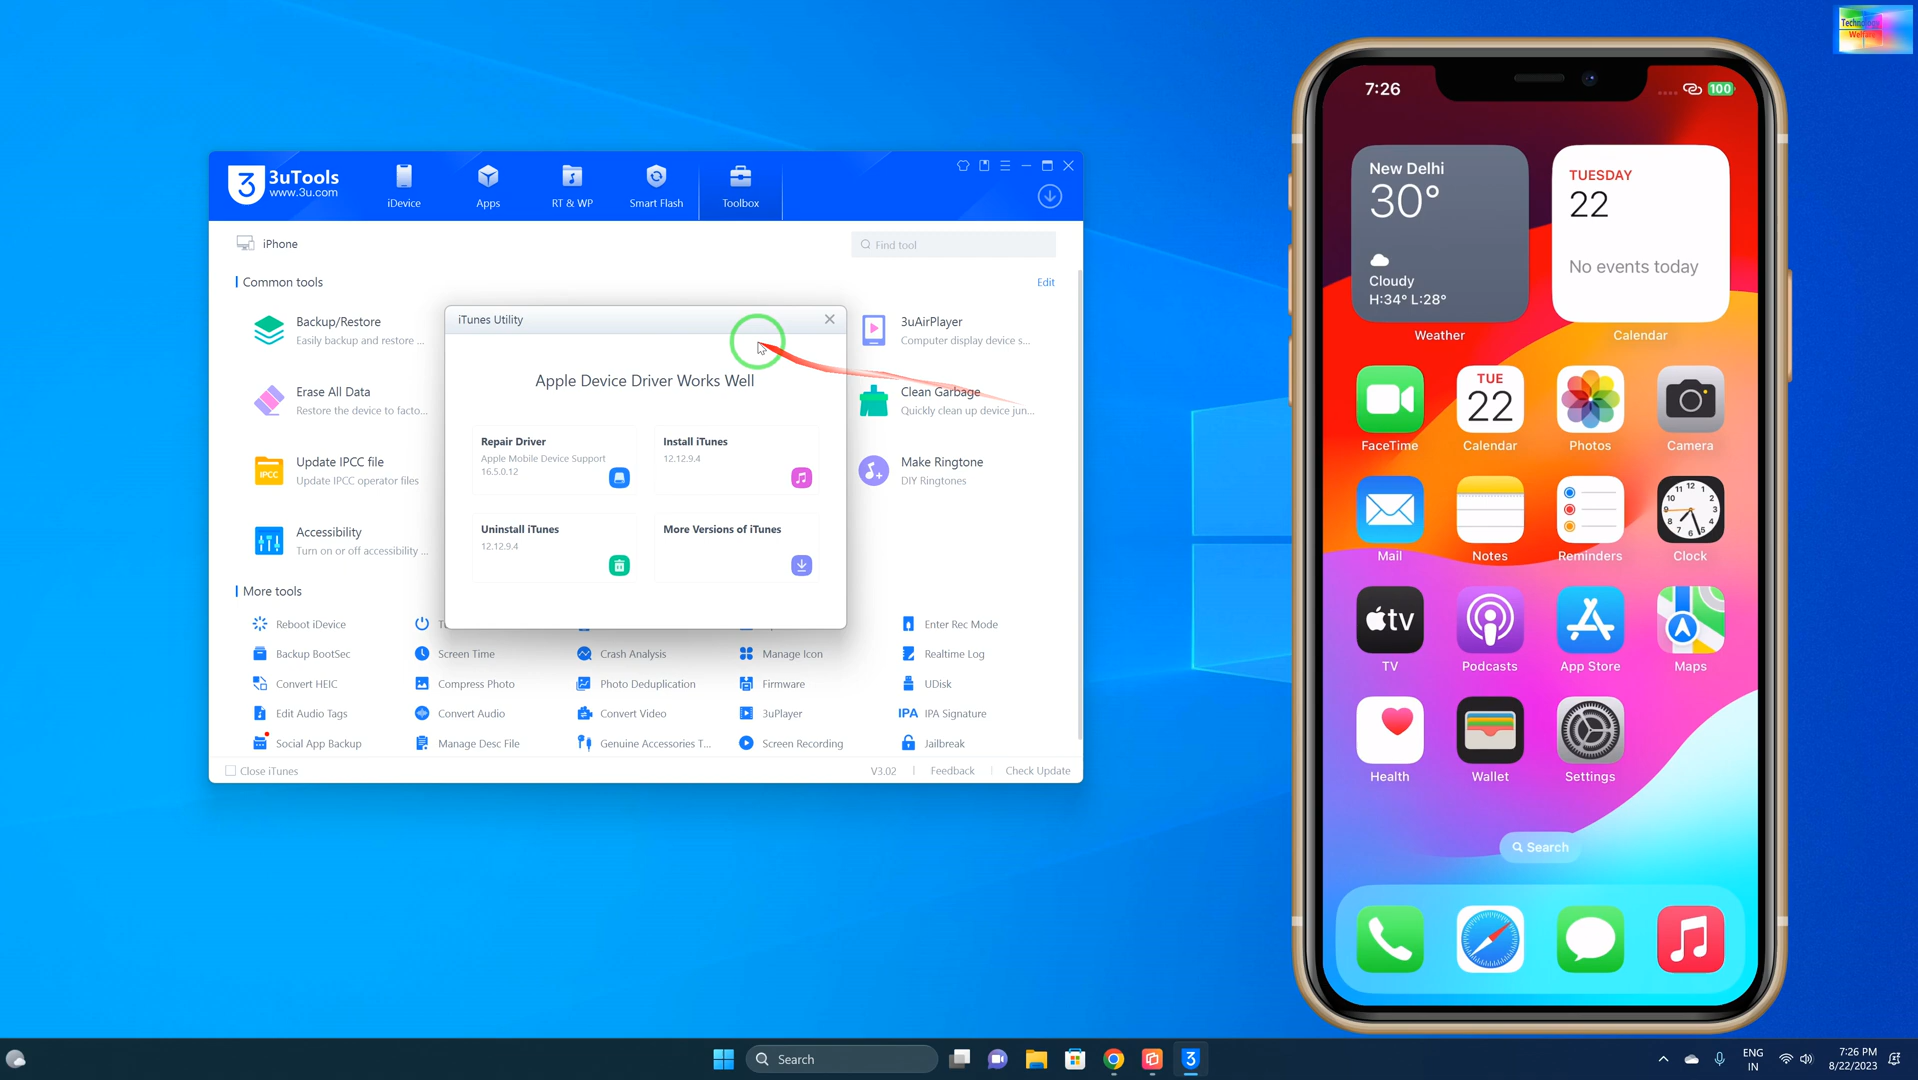 Technology
Welfare
3uTools
www.3u.com
iDevice
Apps
RT & WP
Smart Flash
Toolbox
iPhone
Find tool
Common tools
Edit
Backup/Restore
Easily backup and restore ...
Erase All Data
Restore the device to facto...
Update IPCC file
Update IPCC operator files
IPCC
Accessibility
Turn on or off accessibility ...
3uAirPlayer
Computer display device s...
Clean Garbage
Quickly clean up device jun...
Make Ringtone
DIY Ringtones
iTunes Utility
Apple Device Driver Works Well
Repair Driver
Apple Mobile Device Support
16.5.0.12
Install iTunes
12.12.9.4
Uninstall iTunes
12.12.9.4
More Versions of iTunes
More tools
Reboot iDevice
Enter Rec Mode
Backup BootSec
Screen Time
Crash Analysis
Manage Icon
Realtime Log
Convert HEIC
Compress Photo
Photo Deduplication
Firmware
UDisk
Edit Audio Tags
Convert Audio
Convert Video
3uPlayer
IPA IPA Signature
Social App Backup
Manage Desc File
Genuine Accessories T...
Screen Recording
Jailbreak
Close iTunes
V3.02
Feedback
Check Update
7:26
100
New Delhi
30°
Cloudy
H:34° L:28°
Weather
TUESDAY
22
No events today
Calendar
FaceTime
TUE
22
Calendar
Photos
Camera
Mail
Notes
Reminders
Clock
tv
TV
Podcasts
App Store
Maps
Health
Wallet
Settings
Search
Search
ENG
IN
7:26 PM
8/22/2023